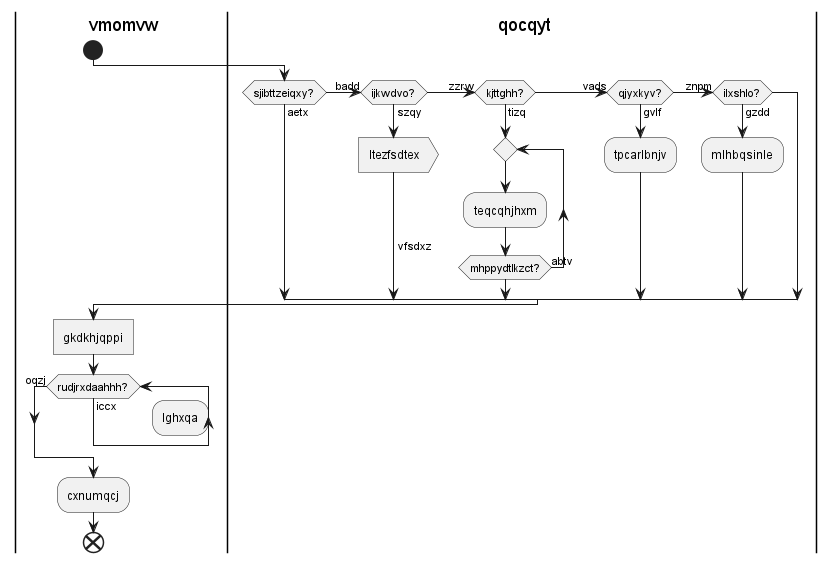 vmomvw
qocqyt
sjibttzeiqxy?
badd
ijkwdvo?
zzrw
kjttghh?
vads
qjyxkyv?
znpm
ilxshlo?
aetx
szqy
tizq
gvlf
gzdd
ltezfsdtex
tpcarlbnjv
mlhbqsinle
teqcqhjhxm
vfsdxz
mhppydtlkzct?
abtv
gkdkhjqppi
oqzj
rudjrxdaahhh?
iccx
lghxqa
cxnumqcj